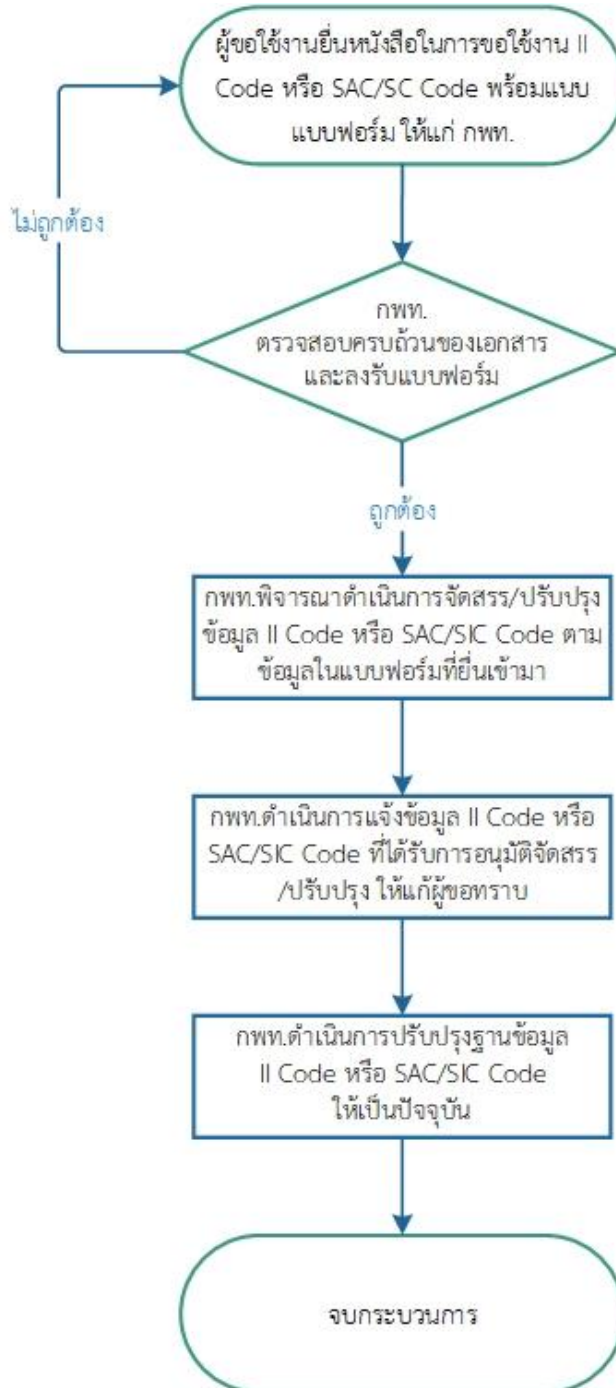 ผู้ขอใช้งานยื่นหนังสือในการขอใช้งาน II
Code หรือ SAC/SC Code พร้อมแนบ
แบบฟอร์ม ให้แก่ กพท.
ไม่ถูกต้อง
กพท.
ตรวจสอบครบถ้วนของเอกสาร
และลงรับแบบฟอร์ม
ถูกต้อง
กพท.พิจารณาดำเนินการจัดสรร/ปรับปรุง
ข้อมูล II Code หรือ SAC/SIC Code ตาม
ข้อมูลในแบบฟอร์มที่ยื่นเข้ามา
กพท.ดำเนินการแจ้งข้อมูล II Code หรือ
SAC/SIC Code ที่ได้รับการอนุมัติจัดสรร
/ปรับปรุง ให้แก้ผู้ขอทราบ
กพท.ดำเนินการปรับปรุงฐานข้อมูล
II Code หรือ SAC/SIC Code
ให้เป็นปัจจุบัน
จบกระบวนการ